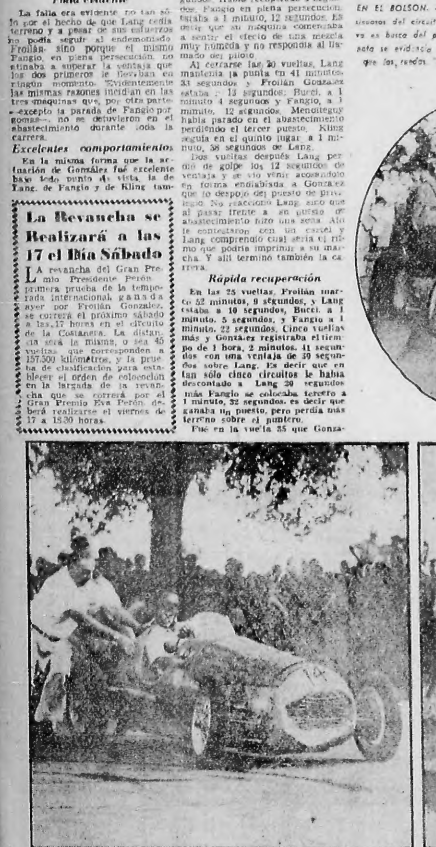 La falla era evidente no tan só-
lo por el hecho de que Lang cedía
terreno y a pesar de sus esfuerzos
no podía seguir al endemoniado
Froilán, sino porque el mismo
Fangio, en plena persecución, no
atinaba a superar la ventaja que
los dos primeros le llevaban en
ningún momento. Evidentemente
las mismas razones incidían en las
tres máquinas que, por otra parte
—excepto la parada de Fangio por
gomas—, no se detuvieron en el
abastecimiento durante toda la
carrera.
Excelentes comportamientos
En la misma forma que la ac-
tuación de González fué excelente
bajo todo punto de vista, la de
Lang, de Fangio y de Kling tam-
La Revancha se
Realizará a las
17 el Día Sábado
LA revancha del Gran Pre-
mio Presidente Perón,
primera prueba de la tempo-
rada internacional, ganada
ayer por Froilán González,
se correrá el próximo sábado
a las 17 horas en el circuito
de la Costanera. La distan-
cia será la misma, o sea 45
vueltas que corresponden a
157.500 kilómetros, y la prue-
ba de clasificación para esta-
blecer el orden de colocación
en la largada de la revan-
cha que se correrá por el
Gran Premio Eva Perón, de-
berá realizarse el viernes de
17 a 18.30 horas.
dor, Fangio en plena persecución,
estaba a 1 minuto, 12 segundos. Es
decir que su máquina comenzaba
a sentir el efecto de una mezcla
muy húmeda y no respondía al lla-
mado del piloto
Al cerrarse las 20 vueltas, Lang
mantenía la punta en 41 minutos
33 segundos y Froilán González
estaba a 13 segundos; Bucci, a 1
minuto 4 segundos y Fangio, a 1
minuto, 12 segundos. Menditeguy
había parado en el abastecimiento
perdiendo el tercer puesto, Kling
seguía en el quinto lugar a 1 mi-
nuto, 38 segundos de Lang.
Dos vueltas después Lang per-
dió de golpe los 12 segundos de
ventaja y se vio venir acosándolo
en forma endiablada a González
que lo despojó del puesto de privi-
legio. No reaccionó Lang sino que
al pasar frente a su puesto de
abastecimiento hizo una seña. Ahí
le contestaron con un cartel y
Lang comprendió cual sería el rit-
mo que podría imprimir a su mar-
cha. Y allí terminó también la ca-
rrera.
Rápida recuperación
En las 25 vueltas, Froilán mar-
có 52 minutos, 9 segundos, y Lang
estaba a 10 segundos, Bucci, a 1
minuto, 5 segundos, y Fangio a 1
minuto, 22 segundos. Cinco vueltas
más y González registraba el tiem-
po de 1 hora, 2 minutos, 11 segun-
dos con una ventaja de 30 segun-
dos sobre Lang. Es decir que en
tan sólo cinco circuitos le había
descontado a Lang 20 segundos
más Fangio se colocaba tercero a
1 minuto, 32 segundos, es decir que
ganaba un puesto, pero perdía más
terreno sobre el puntero.
Fué en la vuelta 35 que Gonzá-
EN EL BOLSON.